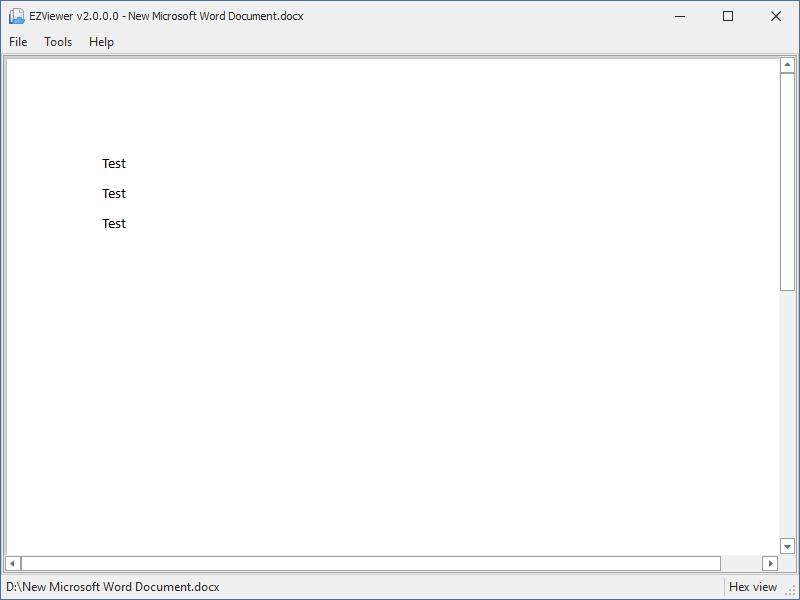 EZViewer v2.0.0.0 - New Microsoft Word Document.docx
File Tools Help
Test
Test
Test
D:\New Microsoft Word Document.docx Hex view